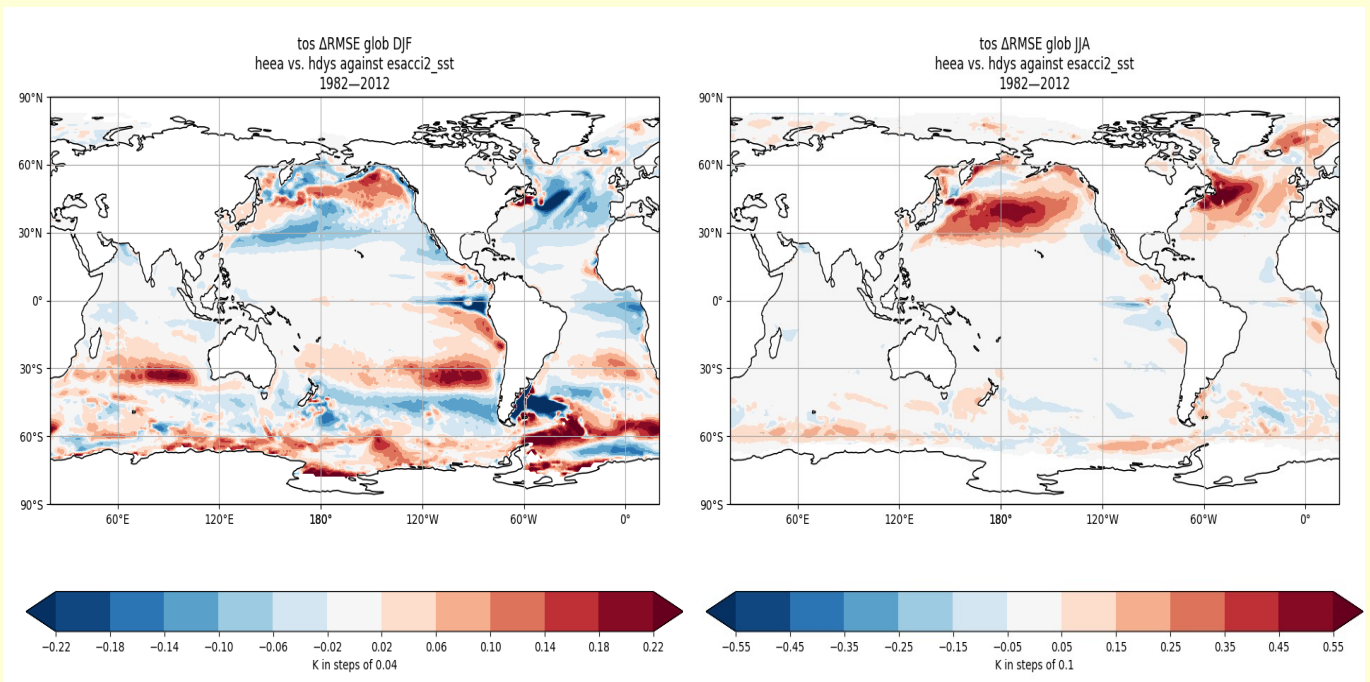 tos ΔRMSE glob DJF
heea vs. hdys against esacci2_sst
1982—2012
90°N
60°N
30°N
0°
30°S
60°S
90°S
60°E 120°E 180° 120°W 60°W 0°
−0.22 −0.18 −0.14 −0.10 −0.06 −0.02 0.02 0.06 0.10 0.14 0.18 0.22
K in steps of 0.04
tos ΔRMSE glob JJA
heea vs. hdys against esacci2_sst
1982—2012
90°N
60°N
30°N
0°
30°S
60°S
90°S
60°E 120°E 180° 120°W 60°W 0°
−0.55 −0.45 −0.35 −0.25 −0.15 −0.05 0.05 0.15 0.25 0.35 0.45 0.55
K in steps of 0.1